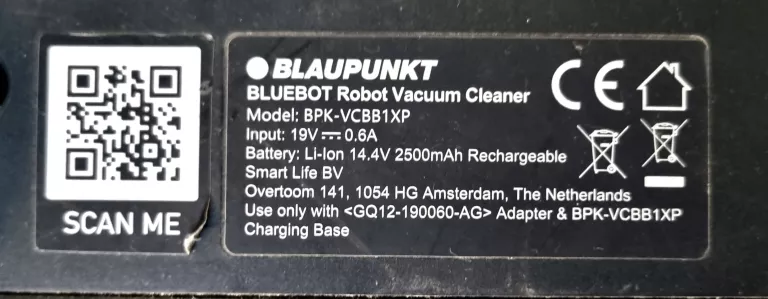 BLAUPUNKT
BLUEBOT Robot Vacuum Cleaner
Model: BPK-VCBB1XP
Input: 19V⎓0.6A
Battery: Li-Ion 14.4V 2500mAh Rechargeable
Smart Life BV
Overtoom 141, 1054 HG Amsterdam, The Netherlands
Use only with <GQ12-190060-AG> Adapter & BPK-VCBB1XP
Charging Base
CE
SCAN ME